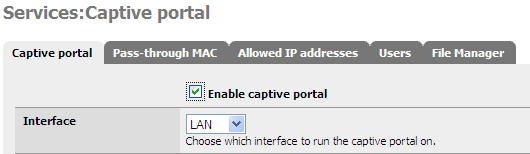 Services:Captive portal
Captive portal Pass-through MAC Allowed IP addresses Users File Manager
Enable captive portal
Interface LAN
Choose which interface to run the captive portal on.